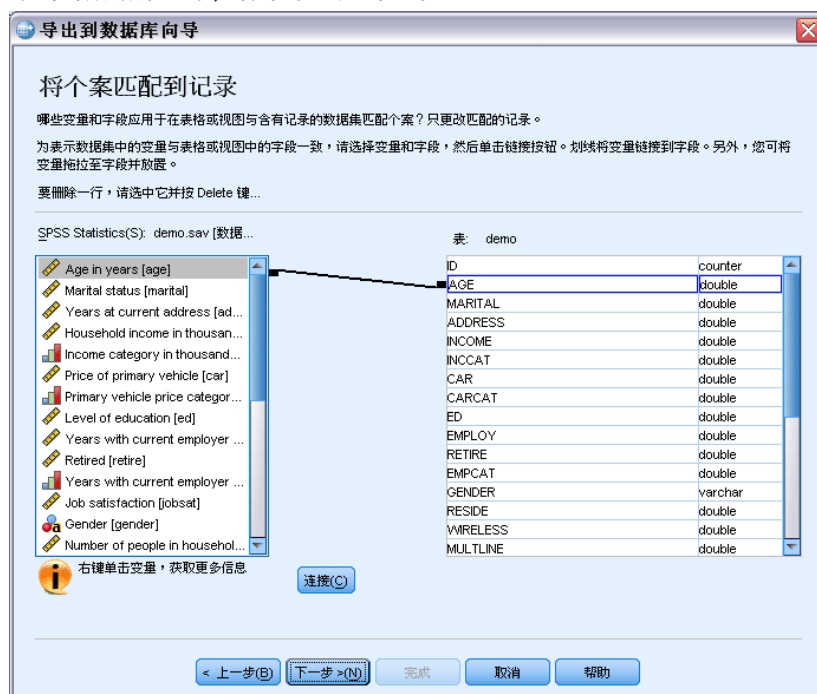 导出到数据库向导
将个案匹配到记录
哪些变量和字段应用于在表格或视图与含有记录的数据集匹配个案？只更改匹配的记录。
为表示数据集中的变量与表格或视图中的字段一致，请选择变量和字段，然后单击链接按钮。划线将变量链接到字段。另外，您可将
变量拖拉至字段并放置。
要删除一行，请选中它并按 Delete 键...
SPSS Statistics(S): demo.sav [数据...
表: demo
Age in years [age]
Marital status [marital]
Years at current address [ad...
Household income in thousan...
Income category in thousand...
Price of primary vehicle [car]
Primary vehicle price categor...
Level of education [ed]
Years with current employer ...
Retired [retire]
Years with current employer ...
Job satisfaction [jobsat]
Gender [gender]
Number of people in househol...
ID counter
AGE double
MARITAL double
ADDRESS double
INCOME double
INCCAT double
CAR double
CARCAT double
ED double
EMPLOY double
RETIRE double
EMPCAT double
GENDER varchar
RESIDE double
WIRELESS double
MULTLINE double
右键单击变量，获取更多信息
连接(C)
< 上一步(B)
下一步 >(N)
完成
取消
帮助